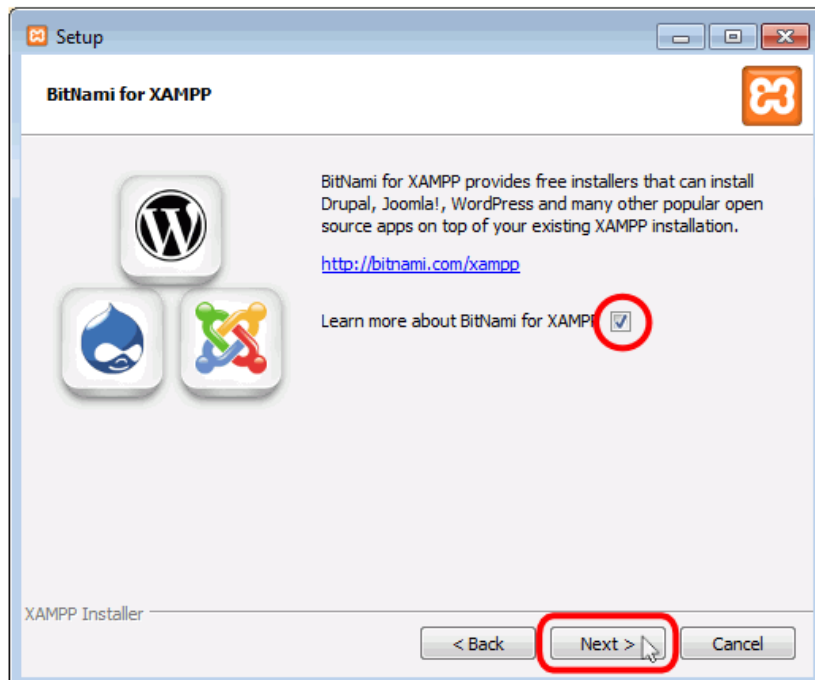 Setup
BitNami for XAMPP
BitNami for XAMPP provides free installers that can install
Drupal, Joomla!, WordPress and many other popular open
source apps on top of your existing XAMPP installation.
http://bitnami.com/xampp
Learn more about BitNami for XAMPP
XAMPP Installer
< Back
Next >
Cancel